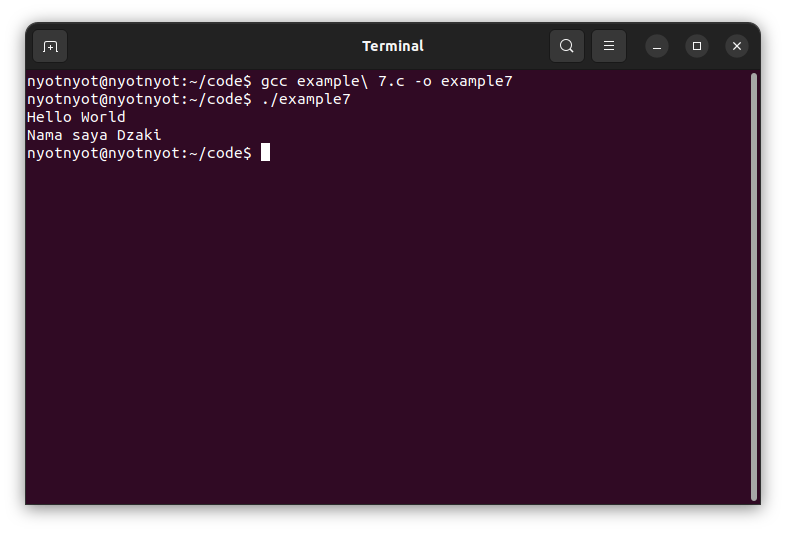 Terminal
nyotnyot@nyotnyot:~/code$ gcc example\ 7.c -o example7
nyotnyot@nyotnyot:~/code$ ./example7
Hello World
Nama saya Dzaki
nyotnyot@nyotnyot:~/code$